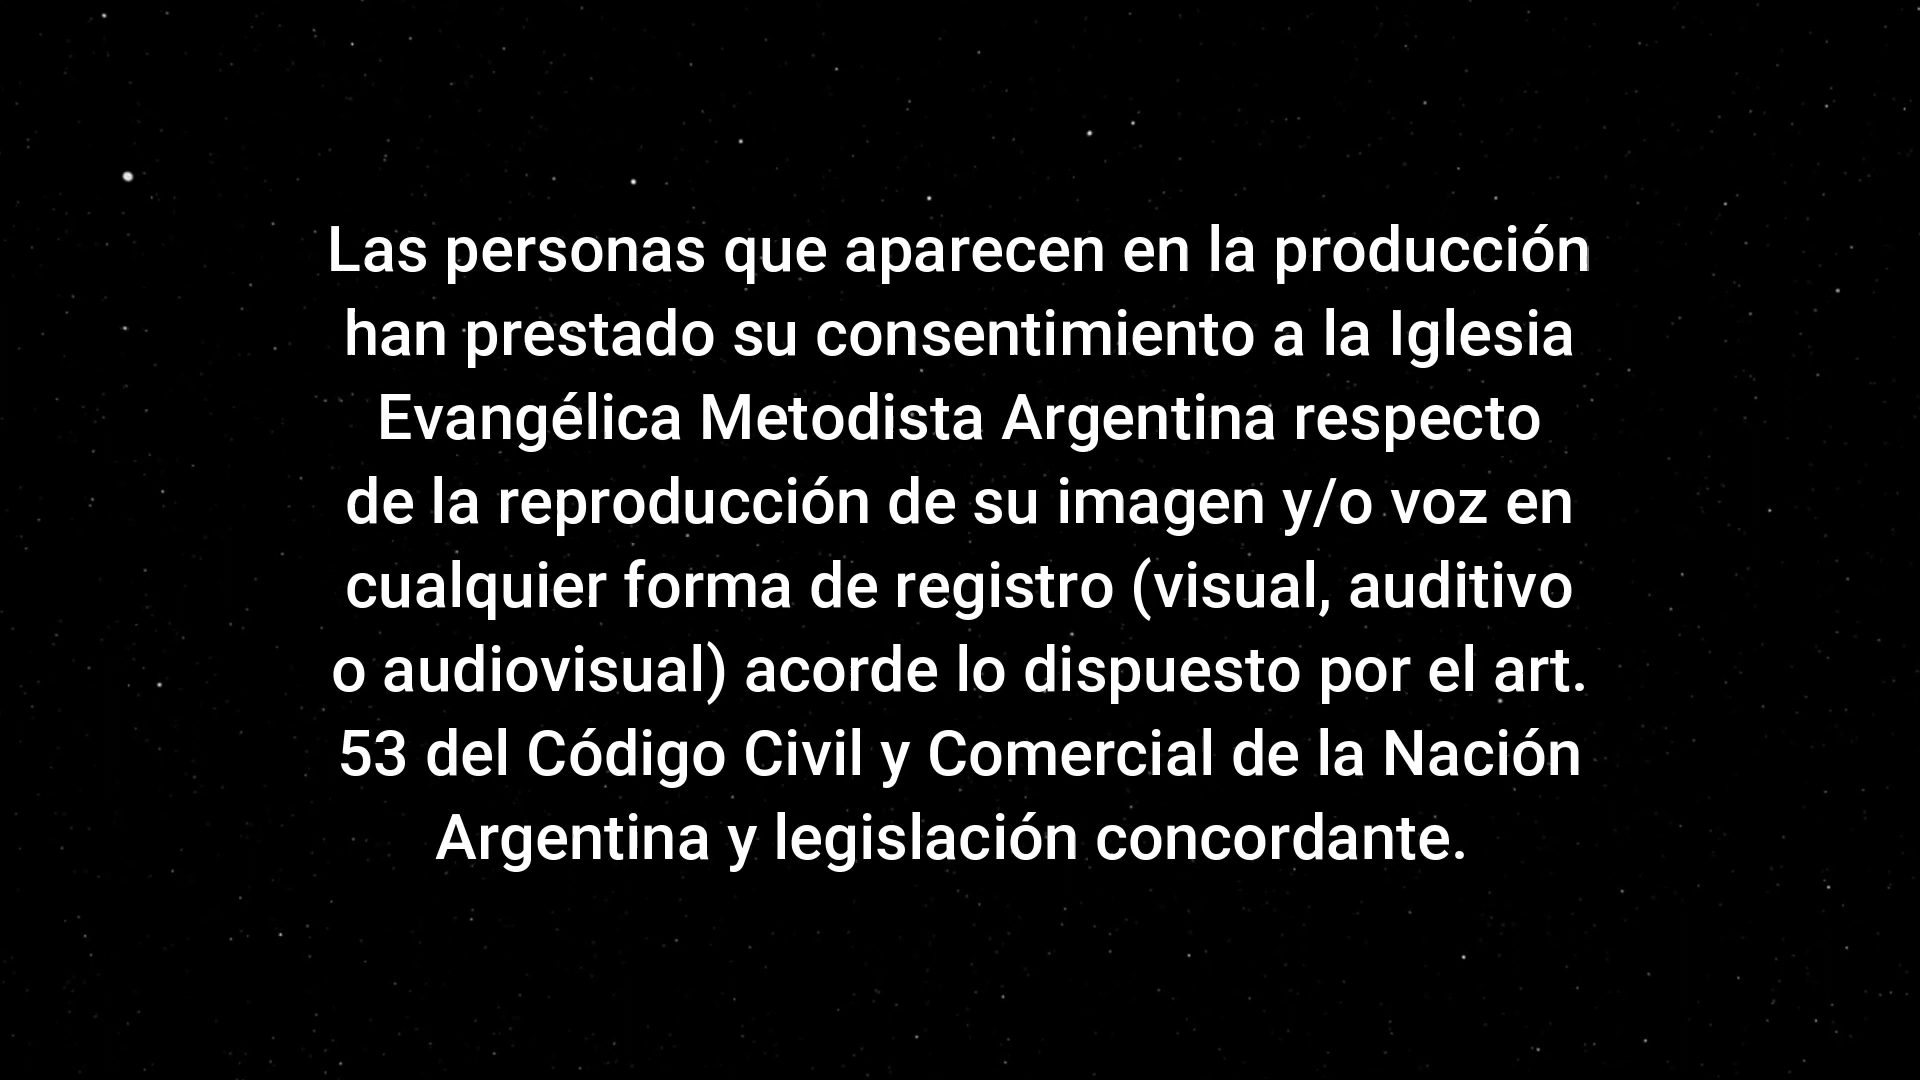 Las personas que aparecen en la producción
han prestado su consentimiento a la Iglesia
Evangélica Metodista Argentina respecto
de la reproducción de su imagen y/o voz en
cualquier forma de registro (visual, auditivo
o audiovisual) acorde lo dispuesto por el art.
53 del Código Civil y Comercial de la Nación
Argentina y legislación concordante.